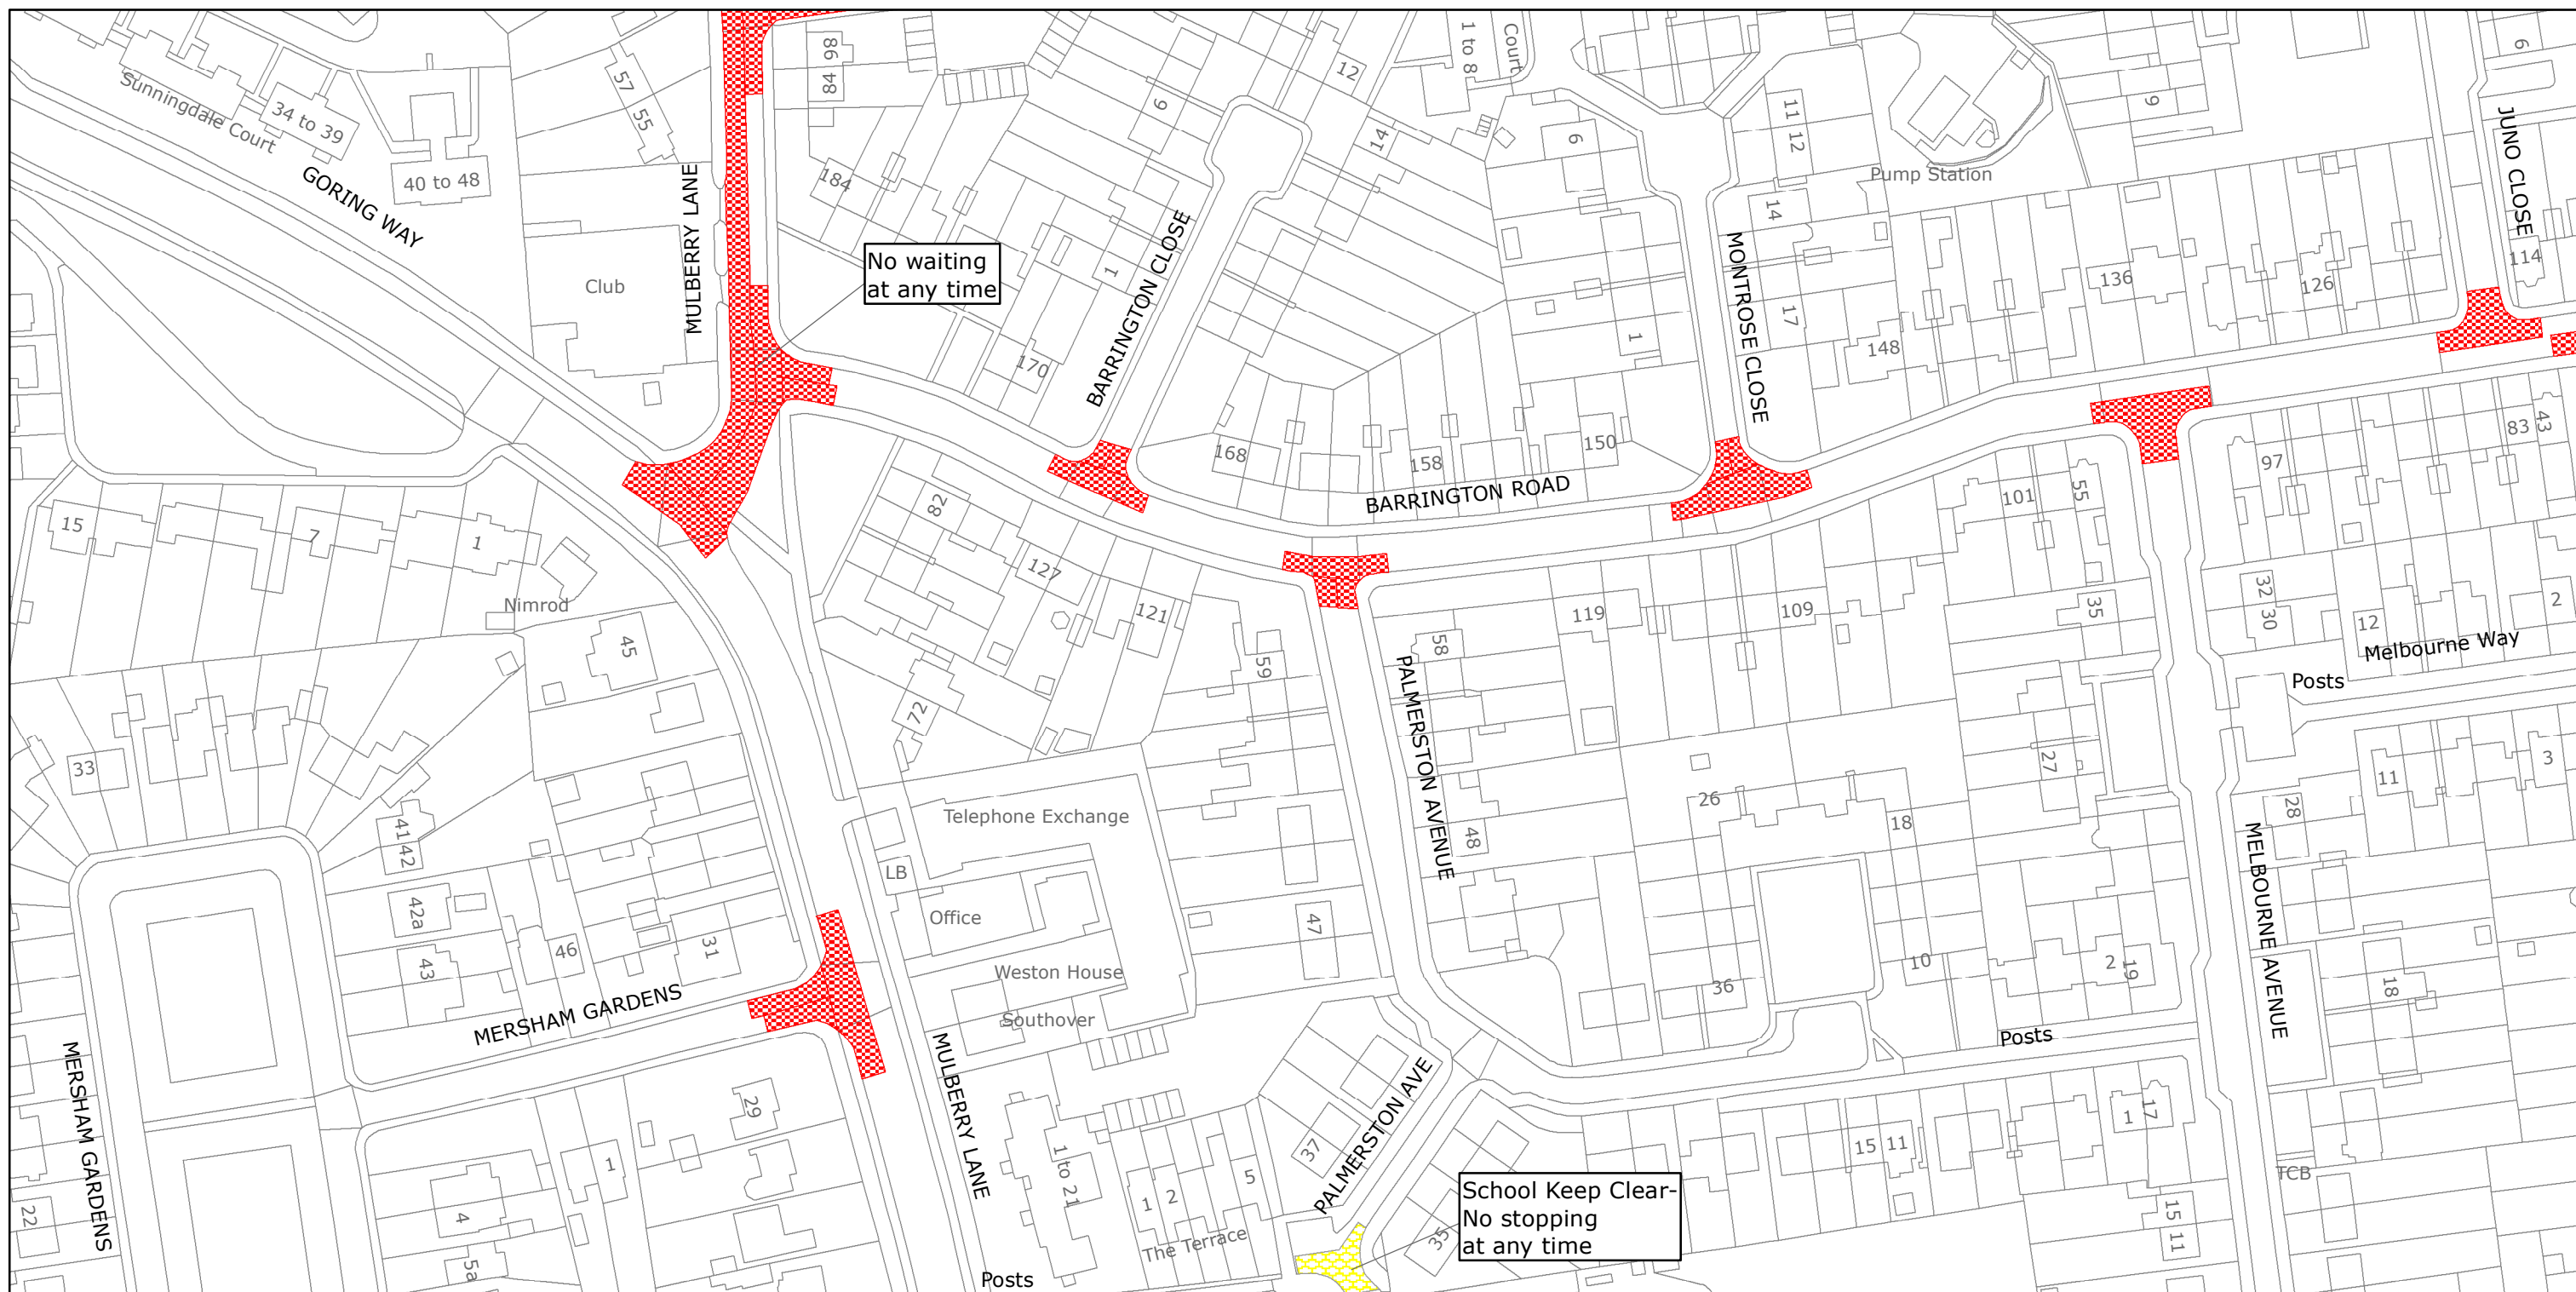 86
84
57
55
Sunningdale Court
34 to 39
40 to 48
GORING WAY
MULBERRY LANE
Club
184
6
12
14
1 to 8
Court
6
11
12
14
17
Pump Station
9
6
JUNO CLOSE
114
No waiting
at any time
1
170
BARRINGTON CLOSE
168
158
150
1
MONTROSE CLOSE
148
136
126
BARRINGTON ROAD
15
7
1
Nimrod
45
82
127
121
72
59
58
119
109
101
55
35
97
83
43
32
30
12
2
Melbourne Way
Posts
33
41
42
42a
43
46
31
Telephone Exchange
LB
Office
Weston House
Southover
47
PALMERSTON AVENUE
48
26
18
27
36
10
2
19
28
11
3
18
MELBOURNE AVENUE
Posts
MERSHAM GARDENS
MERSHAM GARDENS
22
4
5a
1
29
MULBERRY LANE
1 to 21
1
2
5
The Terrace
Posts
37
PALMERSTON AVE
35
School Keep Clear-
No stopping
at any time
15
11
1
17
15
11
TCB